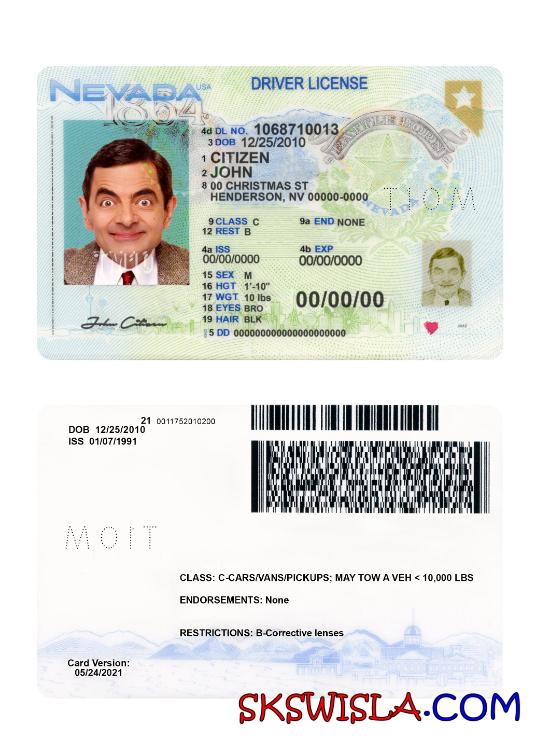 NEVADA USA
DRIVER LICENSE
1864
4d DL NO. 1068710013
3 DOB 12/25/2010
1 CITIZEN
2 JOHN
8 00 CHRISTMAS ST
HENDERSON, NV 00000-0000
TIOM
NEVADA
9 CLASS C 9a END NONE
12 REST B
4a ISS 4b EXP
00/00/0000 00/00/0000
15 SEX M
16 HGT 1'-10"
17 WGT 10 lbs
00/00/00
18 EYES BRO
19 HAIR BLK
5 DD 000000000000000000000
John Citizen
21 0011752010200
DOB 12/25/2010
ISS 01/07/1991
MOIT
CLASS: C-CARS/VANS/PICKUPS; MAY TOW A VEH < 10,000 LBS
ENDORSEMENTS: None
RESTRICTIONS: B-Corrective lenses
Card Version:
05/24/2021
SKSWISLA.COM